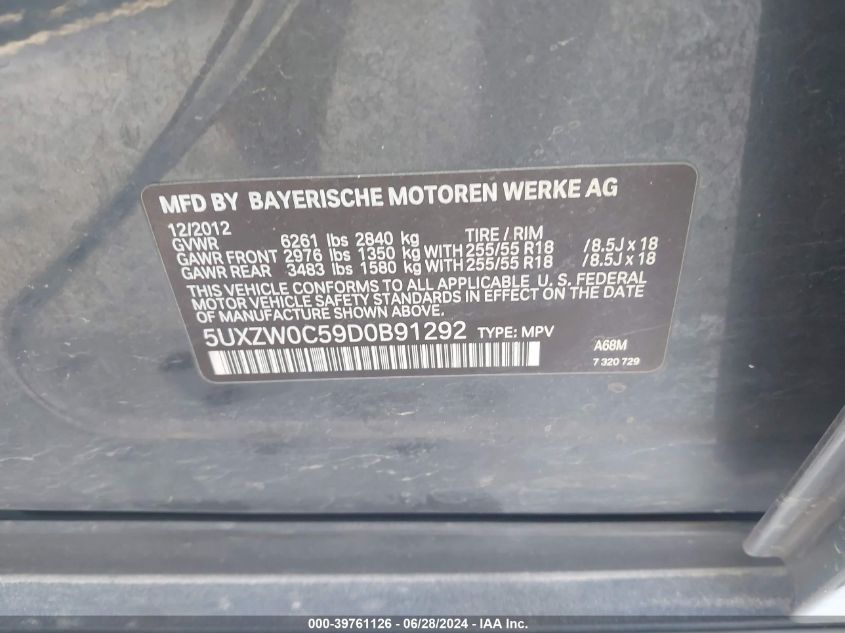 MFD BY BAYERISCHE MOTOREN WERKE AG
12/2012 TIRE / RIM
GVWR 6261 lbs 2840 kg
GAWR FRONT 2976 lbs 1350 kg WITH 255/55 R18 /8.5J x 18
GAWR REAR 3483 lbs 1580 kg WITH 255/55 R18 /8.5J x 18
THIS VEHICLE CONFORMS TO ALL APPLICABLE U. S. FEDERAL
MOTOR VEHICLE SAFETY STANDARDS IN EFFECT ON THE DATE
OF MANUFACTURE SHOWN ABOVE.
5UXZW0C59D0B91292 TYPE: MPV
A68M
7 320 729
000-39761126 - 06/28/2024 - IAA Inc.